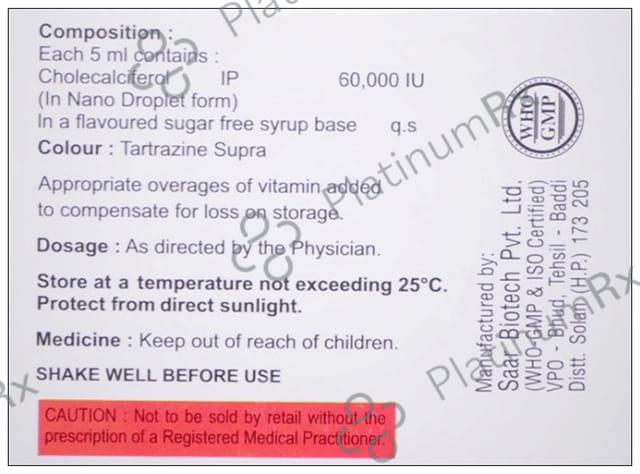 Composition :
Each 5 ml contains :
Cholecalciferol IP 60,000 IU
(In Nano Droplet form)
In a flavoured sugar free syrup base q.s
Colour : Tartrazine Supra
Appropriate overages of vitamin added
to compensate for loss on storage.
Dosage : As directed by the Physician.
Store at a temperature not exceeding 25°C.
Protect from direct sunlight.
Medicine : Keep out of reach of children.
SHAKE WELL BEFORE USE
CAUTION : Not to be sold by retail without the
prescription of a Registered Medical Practitioner.
WHO
GMP
Manufactured by:
Saar Biotech Pvt. Ltd.
(WHO-GMP & ISO Certified)
VPO - Bhud, Tehsil - Baddi
Distt. Solan (H.P.) 173 205
PlatinumRx
PlatinumRx
PlatinumRx
Rx